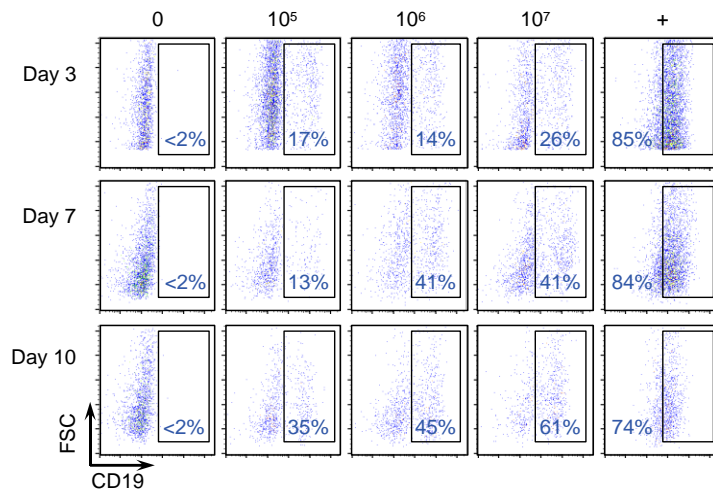 0 10⁵ 10⁶ 10⁷ +
Day 3
<2% 17% 14% 26% 85%
Day 7
<2% 13% 41% 41% 84%
Day 10
<2% 35% 45% 61% 74%
FSC
CD19